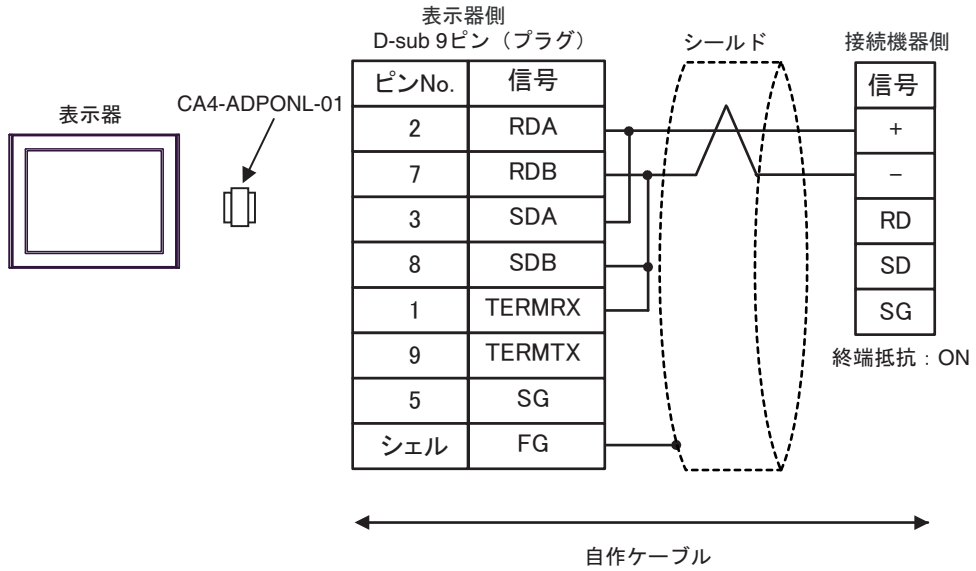 表示器側
D-sub 9ピン（プラグ）
シールド
接続機器側
表示器
CA4-ADPONL-01
ピンNo. 信号
2 RDA
7 RDB
3 SDA
8 SDB
1 TERMRX
9 TERMTX
5 SG
シェル FG
信号
+
−
RD
SD
SG
終端抵抗：ON
自作ケーブル